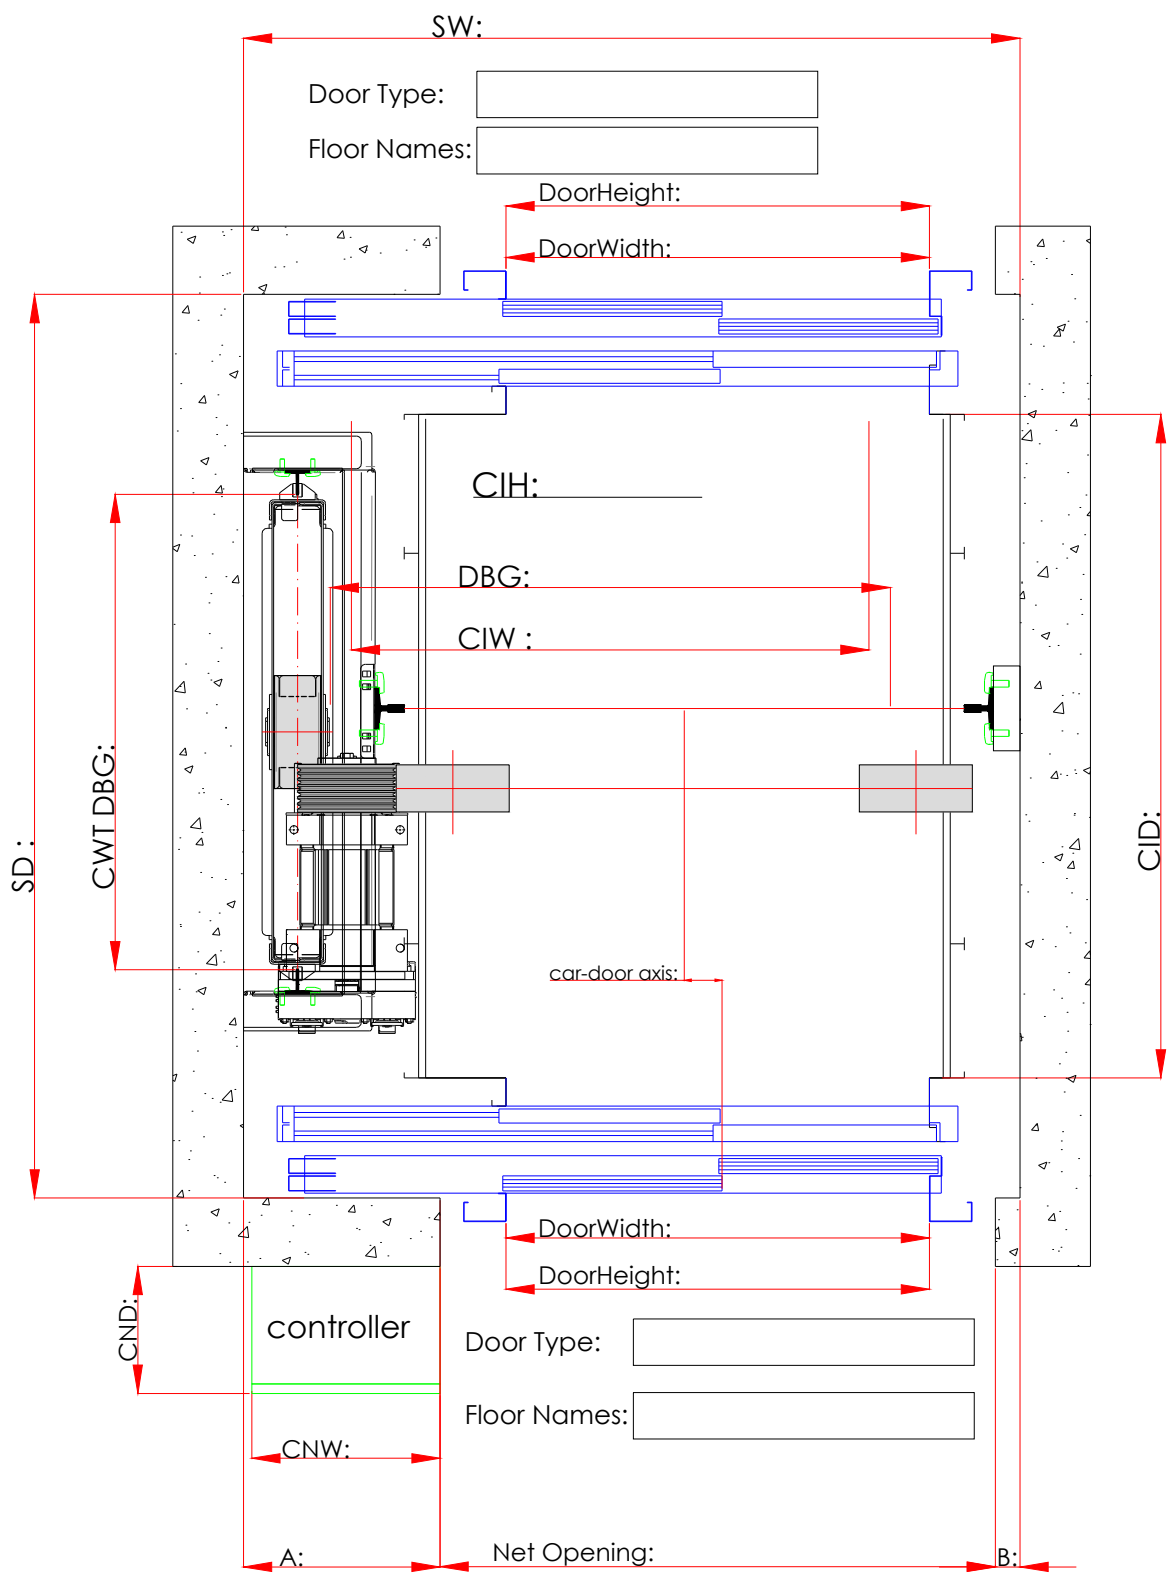 SW:
Door Type:
Floor Names:
DoorHeight:
DoorWidth:
CIH:
DBG:
CIW :
CWT DBG:
SD :
CID:
car-door axis:
DoorWidth:
DoorHeight:
CND:
controller
Door Type:
Floor Names:
CNW:
A:
Net Opening:
B: